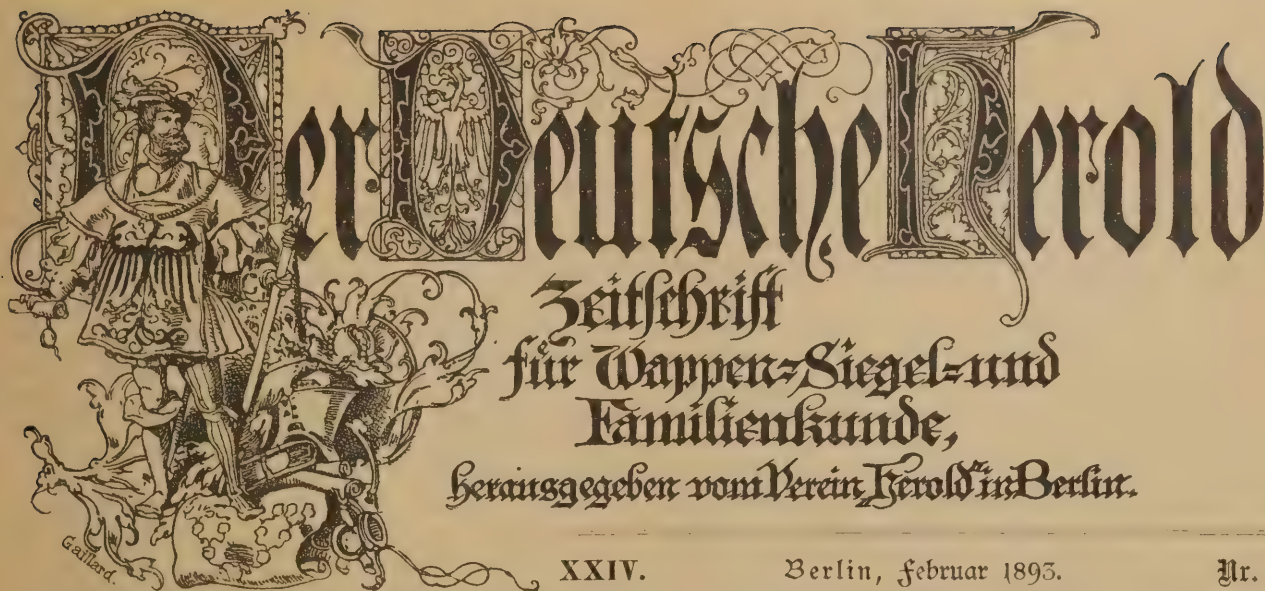 Der Deutsche Herold
Zeitschrift
für Wappen-Siegel- und
Familienkunde,
herausgegeben vom Verein „Herold“ in Berlin.
Gaillard.
XXIV. Berlin, Februar 1893. Nr.